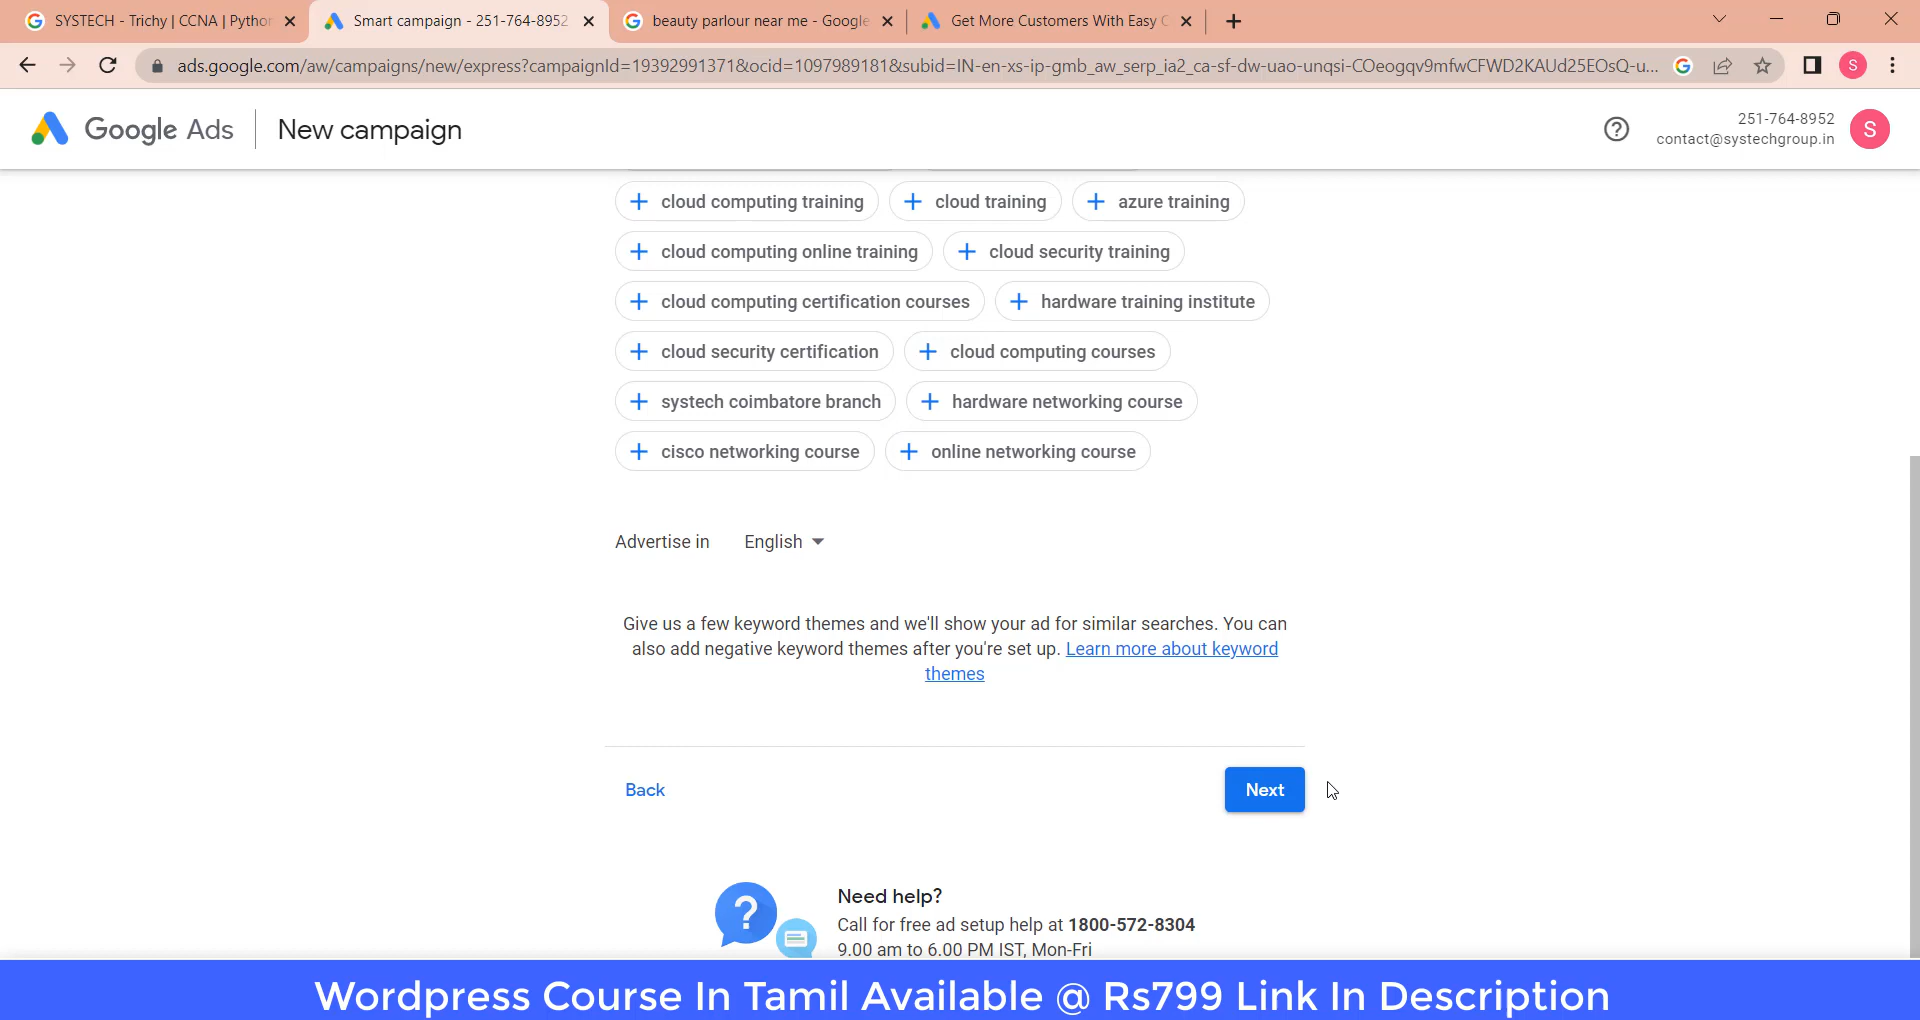 SYSTECH - Trichy | CCNA | Python
Smart campaign - 251-764-8952
beauty parlour near me - Google
Get More Customers With Easy
ads.google.com/aw/campaigns/new/express?campaignId=19392991371&ocid=1097989181&subid=IN-en-xs-ip-gmb_aw_serp_ia2_ca-sf-dw-uao-unqsi-COeogqv9mfwCFWD2KAUd25EOsQ-u...
S
Google Ads
New campaign
251-764-8952
contact@systechgroup.in
S
cloud computing training
cloud training
azure training
cloud computing online training
cloud security training
cloud computing certification courses
hardware training institute
cloud security certification
cloud computing courses
systech coimbatore branch
hardware networking course
cisco networking course
online networking course
Advertise in English
Give us a few keyword themes and we'll show your ad for similar searches. You can
also add negative keyword themes after you're set up. Learn more about keyword
themes
Back
Next
Need help?
Call for free ad setup help at 1800-572-8304
9.00 am to 6.00 PM IST, Mon-Fri
Wordpress Course In Tamil Available @ Rs799 Link In Description